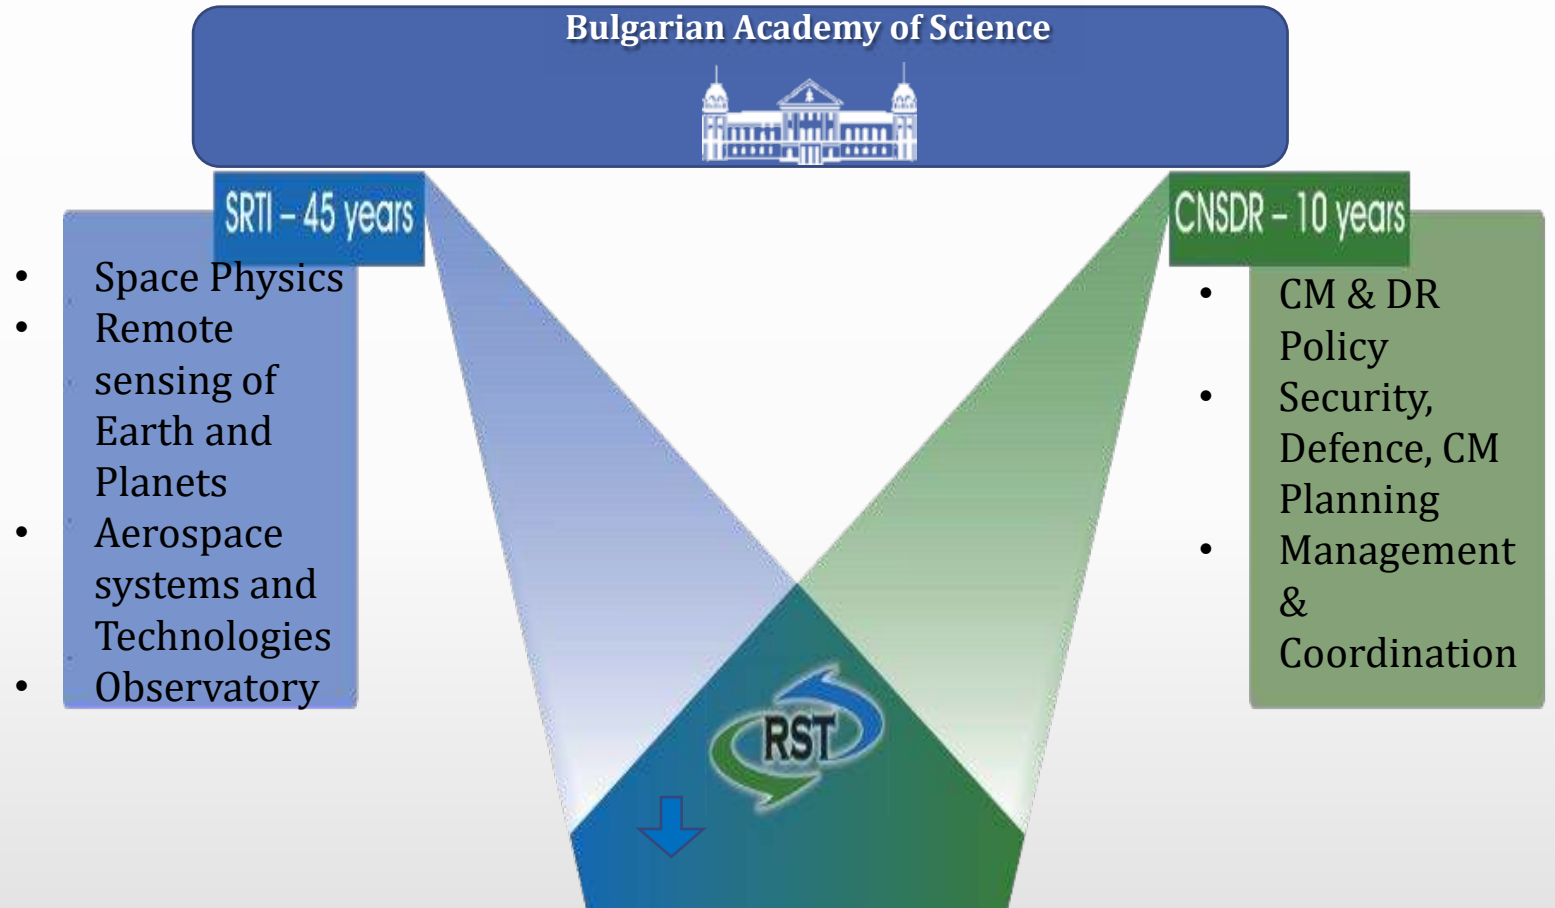 Bulgarian Academy of Science
SRTI – 45 years
• Space Physics
• Remote
sensing of
Earth and
Planets
• Aerospace
systems and
Technologies
• Observatory
CNSDR – 10 years
• CM & DR
Policy
• Security,
Defence, CM
Planning
• Management
&
Coordination
RST